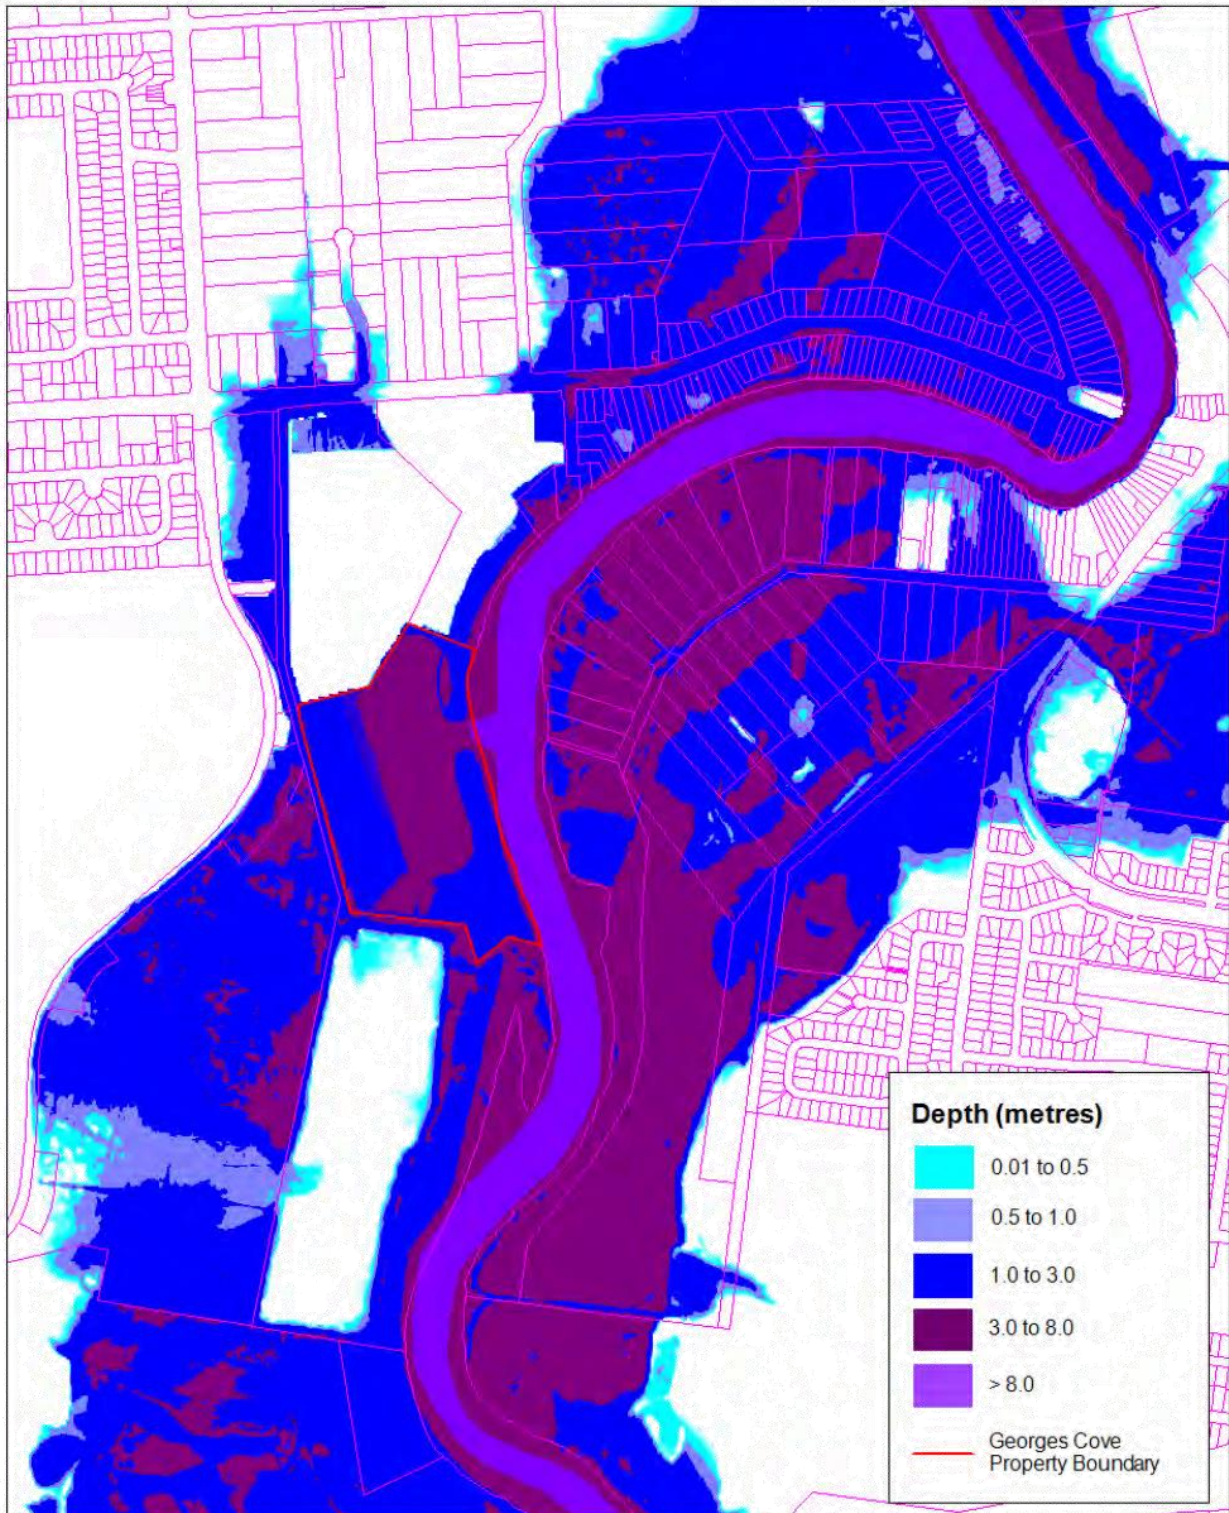 Depth (metres)
0.01 to 0.5
0.5 to 1.0
1.0 to 3.0
3.0 to 8.0
> 8.0
Georges Cove
Property Boundary